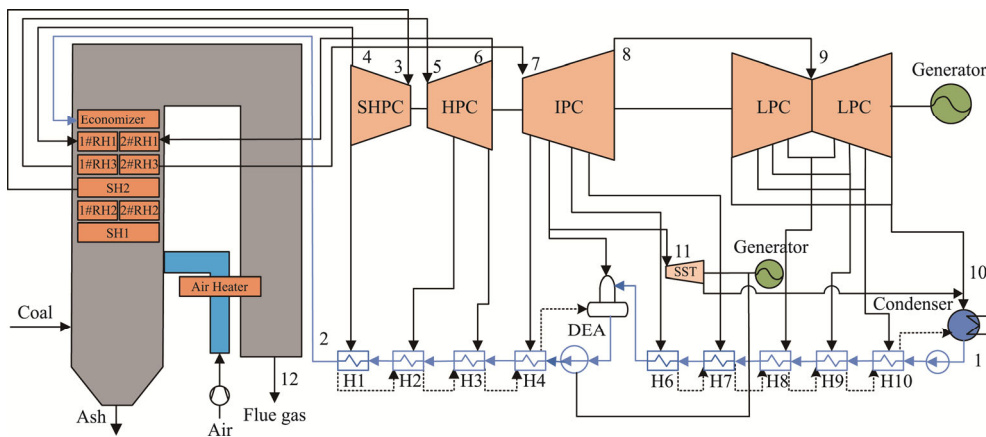 4
3
5
6
7
8
9
SHPC
HPC
IPC
LPC
LPC
Generator
Economizer
1#RH1
2#RH1
1#RH3
2#RH3
SH2
1#RH2
2#RH2
SH1
Air Heater
Coal
Ash
Air
12
Flue gas
11
SST
Generator
10
Condenser
1
DEA
2
H1
H2
H3
H4
H6
H7
H8
H9
H10